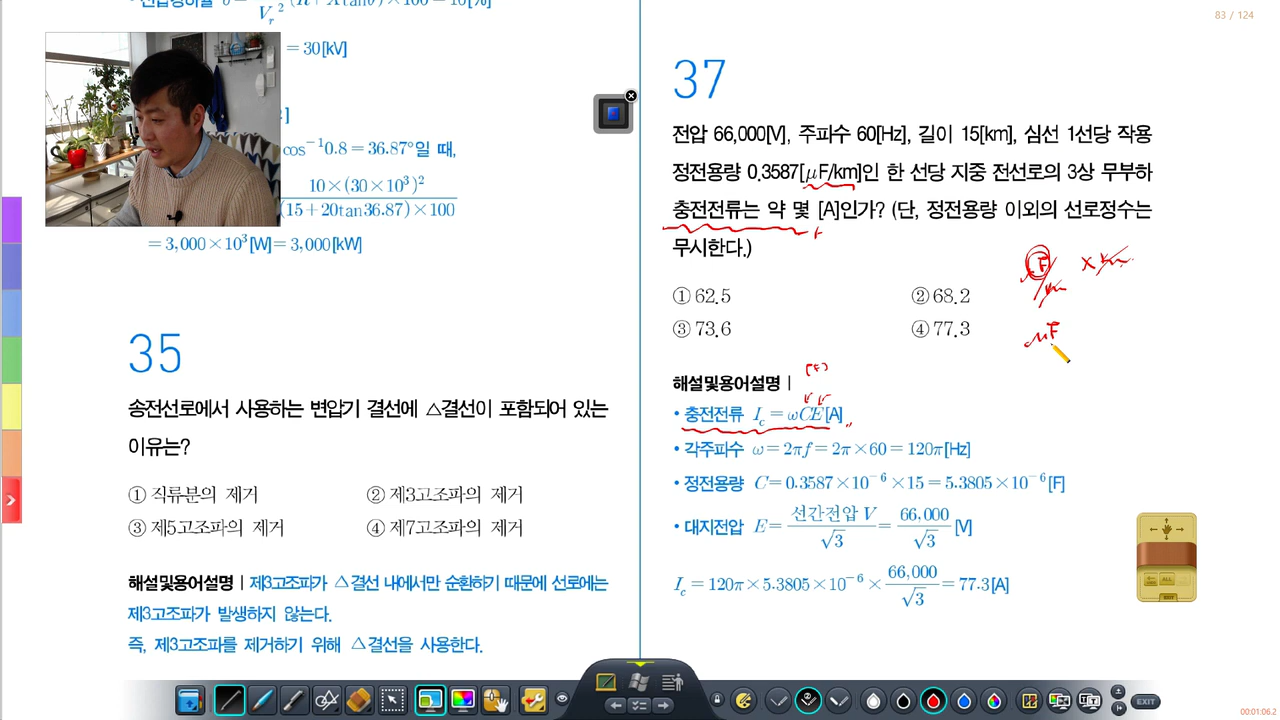 83 / 124
= 30[kV]
cos⁻¹0.8 = 36.87°일 때,
10×(30×10³)²
(15+20tan36.87)×100
= 3,000×10³[W] = 3,000[kW]
35
송전선로에서 사용하는 변압기 결선에 △결선이 포함되어 있는
이유는?
① 직류분의 제거 ② 제3고조파의 제거
③ 제5고조파의 제거 ④ 제7고조파의 제거
해설및용어설명 | 제3고조파가 △결선 내에서만 순환하기 때문에 선로에는
제3고조파가 발생하지 않는다.
즉, 제3고조파를 제거하기 위해 △결선을 사용한다.
37
전압 66,000[V], 주파수 60[Hz], 길이 15[km], 심선 1선당 작용
정전용량 0.3587[μF/km]인 한 선당 지중 전선로의 3상 무부하
충전전류는 약 몇 [A]인가? (단, 정전용량 이외의 선로정수는
무시한다.)
μF/km × km
① 62.5 ② 68.2
③ 73.6 ④ 77.3
μF
해설및용어설명 |
• 충전전류 I_c = ωCE[A]
• 각주파수 ω = 2πf = 2π×60 = 120π[Hz]
• 정전용량 C = 0.3587×10⁻⁶×15 = 5.3805×10⁻⁶[F]
• 대지전압 E = 선간전압 V/√3 = 66,000/√3 [V]
I_c = 120π×5.3805×10⁻⁶×66,000/√3 = 77.3[A]
EXIT
00:01:06.2